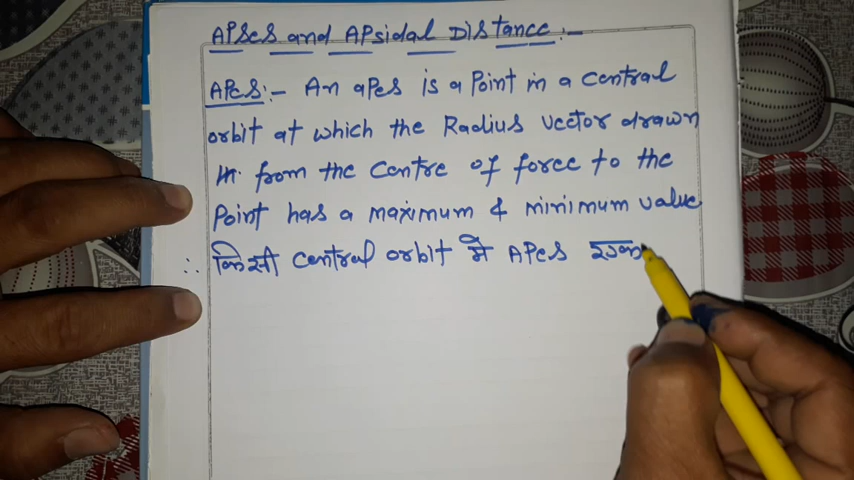 APSES and APsidal Distance :-
APES :- An apes is a Point in a central
orbit at which the Radius vector drawn
from the centre of force to the
Point has a maximum & minimum value
∴ किसी central orbit मे APES